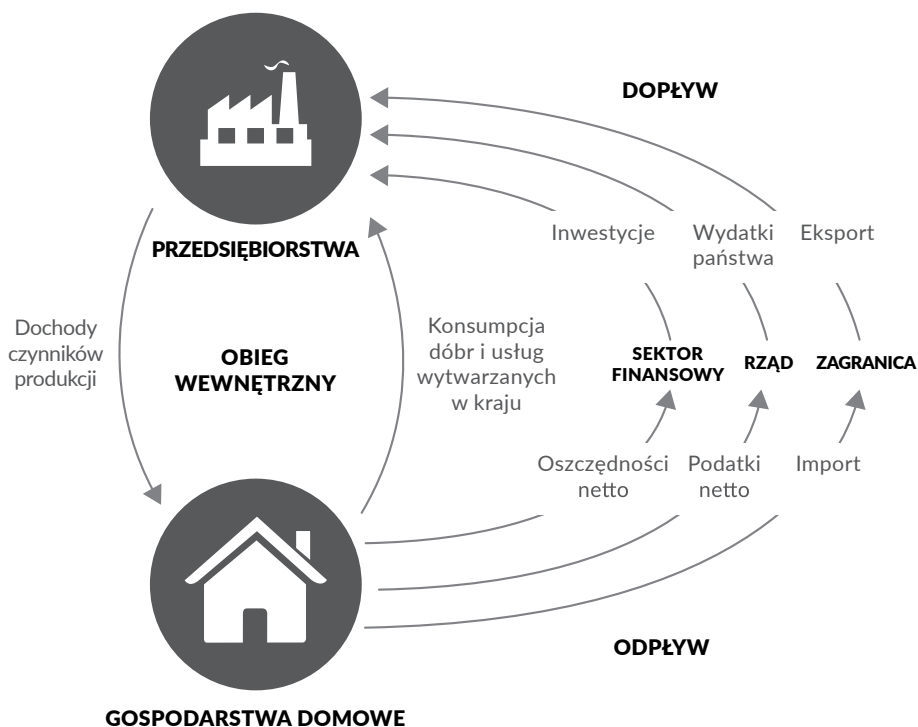 DOPŁYW
PRZEDSIĘBIORSTWA
Inwestycje
Wydatki
państwa
Eksport
Dochody
czynników
produkcji
OBIEG
WEWNĘTRZNY
Konsumpcja
dóbr i usług
wytwarzanych
w kraju
SEKTOR
FINANSOWY
RZĄD
ZAGRANICA
Oszczędności
netto
Podatki
netto
Import
ODPŁYW
GOSPODARSTWA DOMOWE